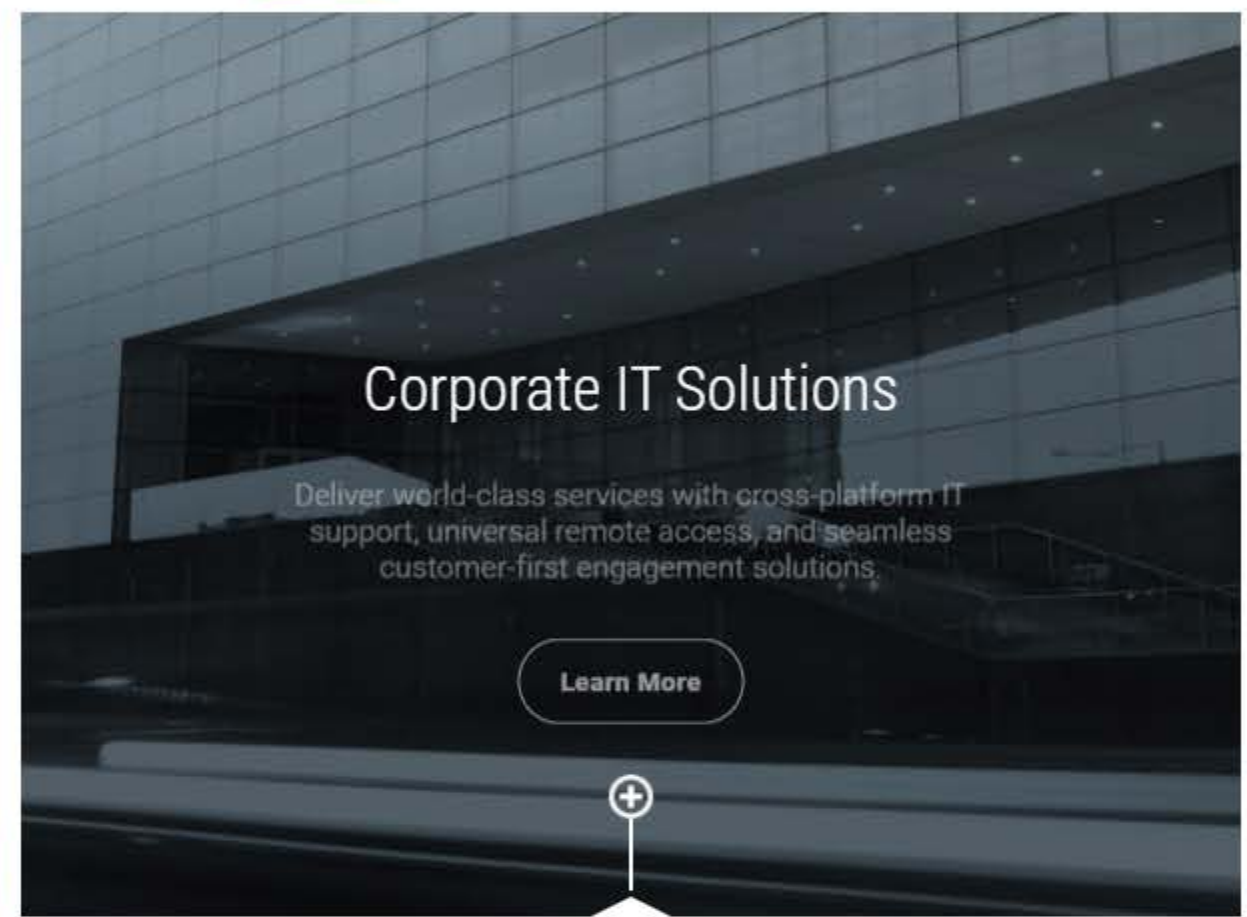 Corporate IT Solutions
Deliver world-class services with cross-platform IT
support, universal remote access, and seamless
customer-first engagement solutions.
Learn More